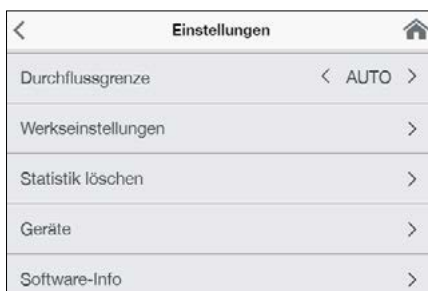 Einstellungen
Durchflussgrenze < AUTO >
Werkseinstellungen >
Statistik löschen >
Geräte >
Software-Info >